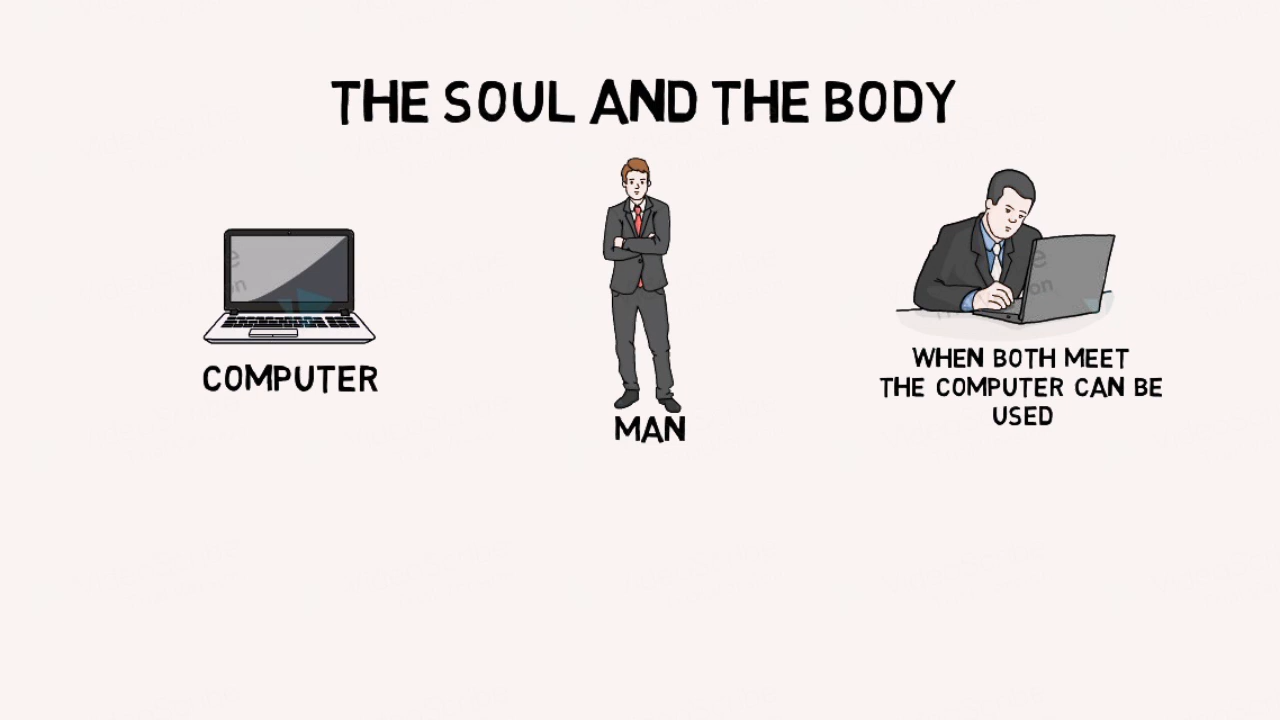 THE SOUL AND THE BODY
COMPUTER
MAN
WHEN BOTH MEET
THE COMPUTER CAN BE
USED